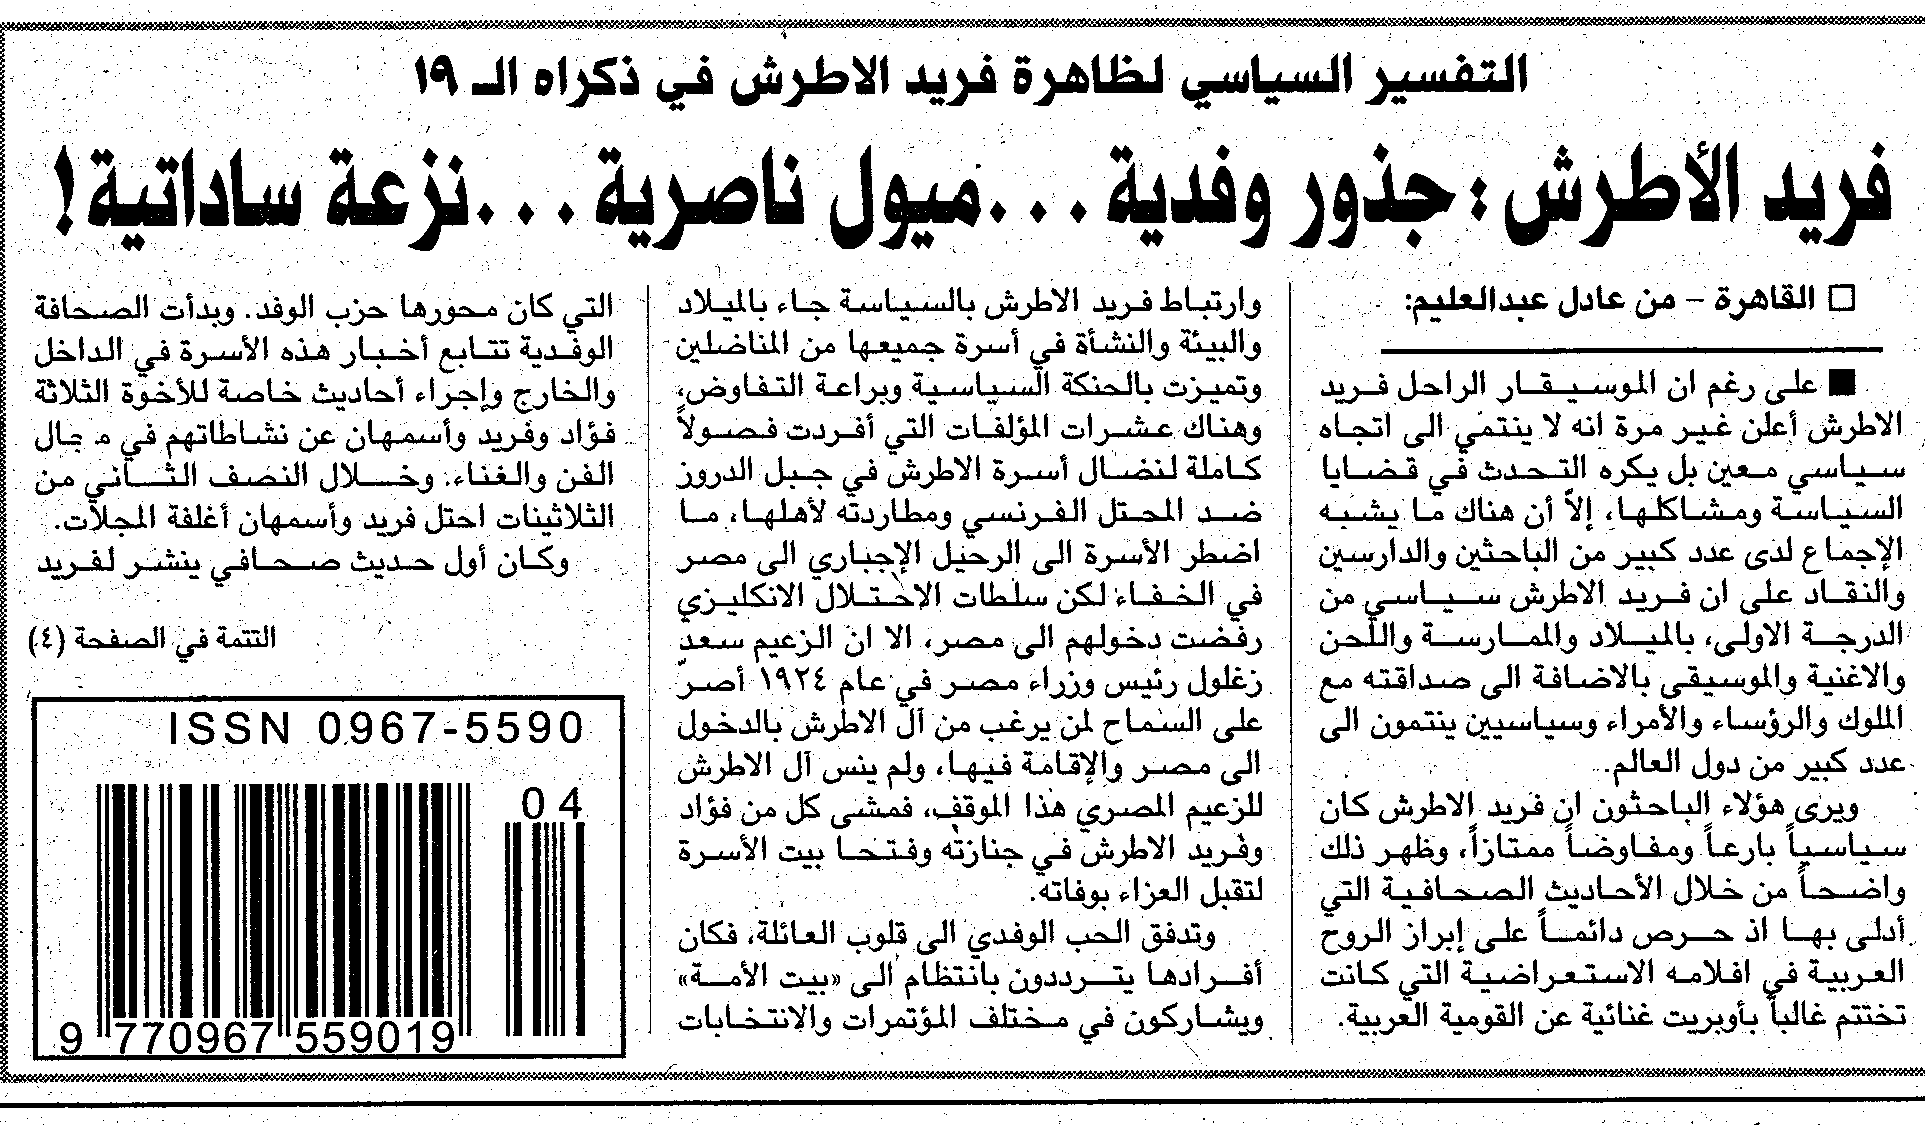 التفسير السياسي لظاهرة فريد الاطرش في ذكراه الـ ١٩
فريد الأطرش : جذور وفدية . . . ميول ناصرية . . . نزعة ساداتية !
□ القاهرة – من عادل عبدالعليم:
■ على رغم ان الموسيقار الراحل فريد
الاطرش أعلن غير مرة انه لا ينتمي الى اتجاه
سياسي معين بل يكره التحدث في قضايا
السياسة ومشاكلها، إلاّ أن هناك ما يشبه
الإجماع لدى عدد كبير من الباحثين والدارسين
والنقاد على ان فريد الاطرش سياسي من
الدرجة الاولى، بالميلاد والممارسة واللحن
والاغنية والموسيقى بالاضافة الى صداقته مع
الملوك والرؤساء والأمراء وسياسيين ينتمون الى
عدد كبير من دول العالم.
ويرى هؤلاء الباحثون ان فريد الاطرش كان
سياسياً بارعاً ومفاوضاً ممتازاً، وظهر ذلك
واضحاً من خلال الأحاديث الصحافية التي
أدلى بها اذ حرص دائماً على إبراز الروح
العربية في افلامه الاستعراضية التي كانت
تختتم غالباً بأوبريت غنائية عن القومية العربية.
وارتباط فريد الاطرش بالسياسة جاء بالميلاد
والبيئة والنشأة في أسرة جميعها من المناضلين
وتميزت بالحنكة السياسية وبراعة التفاوض،
وهناك عشرات المؤلفات التي أفردت فصولاً
كاملة لنضال أسرة الاطرش في جبل الدروز
ضد المحتل الفرنسي ومطاردته لأهلها، ما
اضطر الأسرة الى الرحيل الإجباري الى مصر
في الخفاء لكن سلطات الاحتلال الانكليزي
رفضت دخولهم الى مصر، الا ان الزعيم سعد
زغلول رئيس وزراء مصر في عام ١٩٢٤ أصرّ
على السماح لمن يرغب من آل الاطرش بالدخول
الى مصر والإقامة فيها، ولم ينس آل الاطرش
للزعيم المصري هذا الموقف، فمشى كل من فؤاد
وفريد الاطرش في جنازته وفتحا بيت الأسرة
لتقبل العزاء بوفاته.
وتدفق الحب الوفدي الى قلوب العائلة، فكان
أفرادها يترددون بانتظام الى «بيت الأمة»
ويشاركون في مختلف المؤتمرات والانتخابات
التي كان محورها حزب الوفد. وبدأت الصحافة
الوفدية تتابع أخبار هذه الأسرة في الداخل
والخارج وإجراء أحاديث خاصة للأخوة الثلاثة
فؤاد وفريد وأسمهان عن نشاطاتهم في مجال
الفن والغناء. وخلال النصف الثاني من
الثلاثينات احتل فريد وأسمهان أغلفة المجلات.
وكان أول حديث صحافي ينشر لفريد
التتمة في الصفحة (٤)
ISSN 0967-5590
04
9 770967 559019